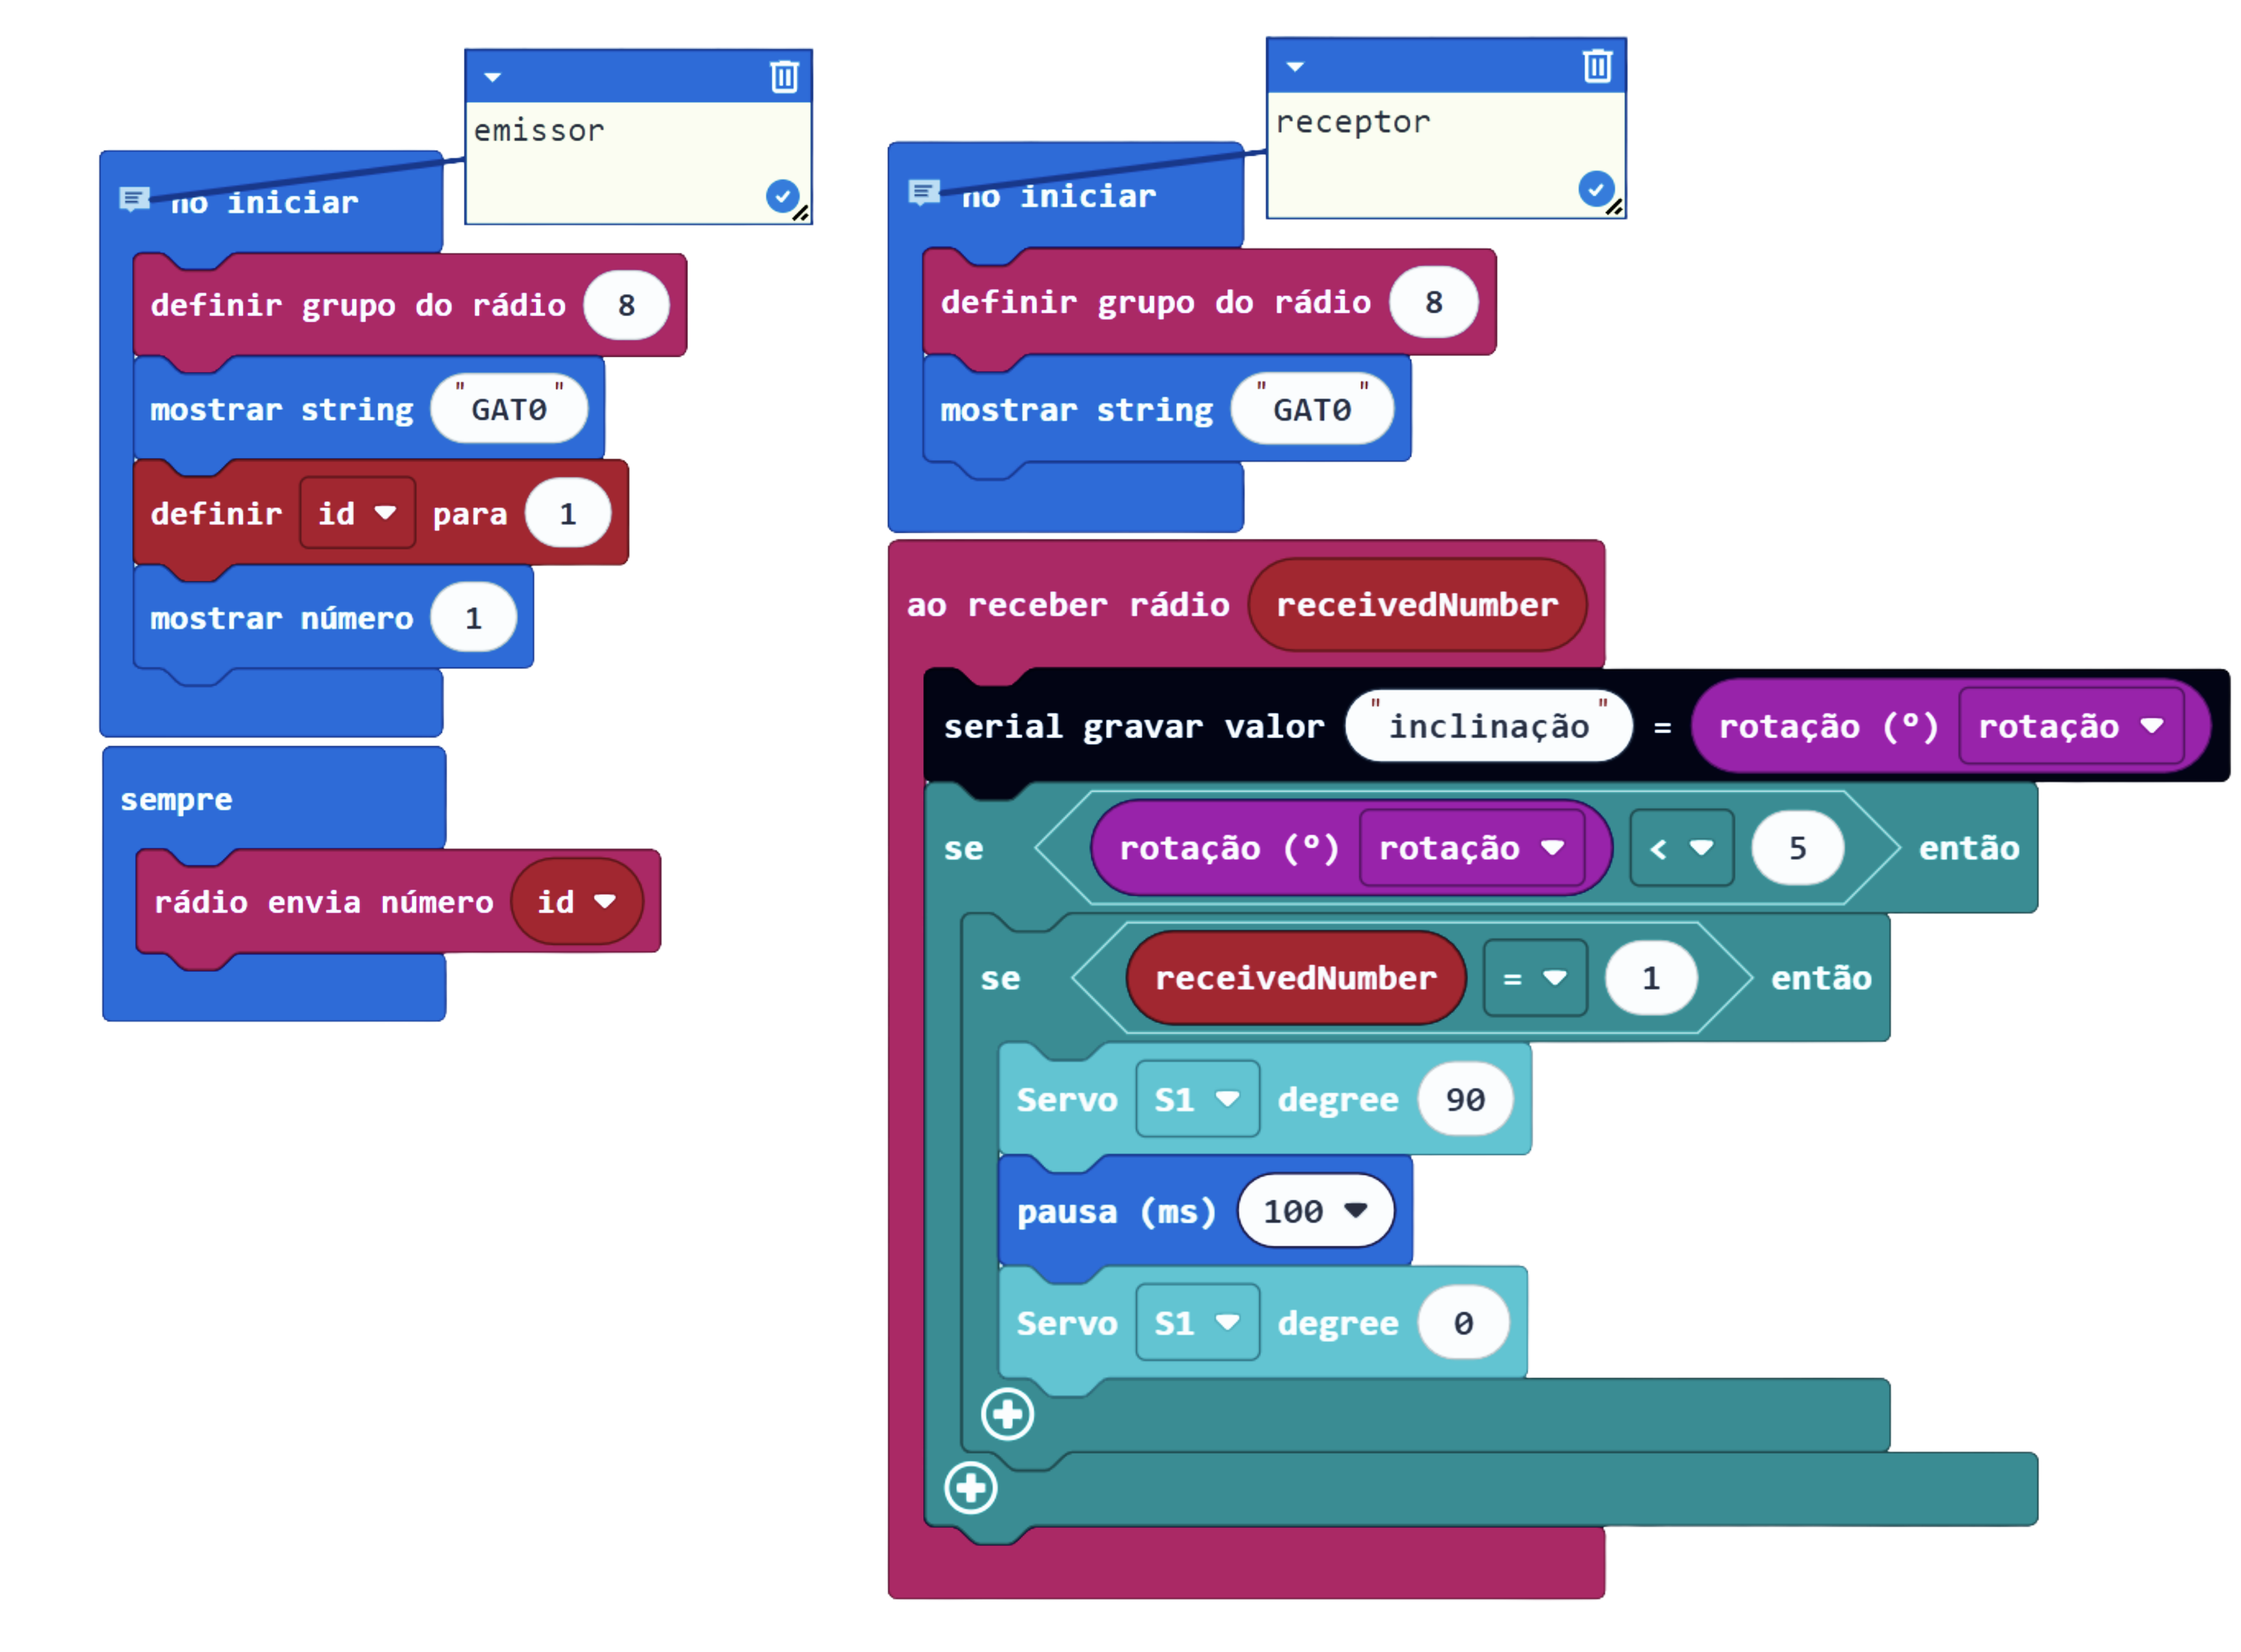 emissor
no iniciar
definir grupo do rádio 8
mostrar string "GAT0"
definir id para 1
mostrar número 1
sempre
rádio envia número id
receptor
no iniciar
definir grupo do rádio 8
mostrar string "GAT0"
ao receber rádio receivedNumber
serial gravar valor "inclinação" = rotação (º) rotação
se rotação (º) rotação < 5 então
se receivedNumber = 1 então
Servo S1 degree 90
pausa (ms) 100
Servo S1 degree 0